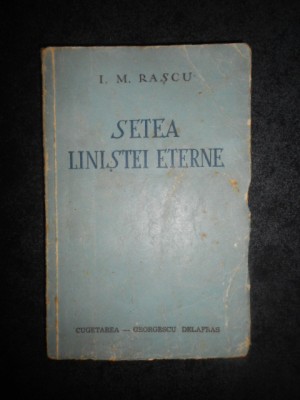 I. M. RAȘCU
SETEA
LINIȘTEI ETERNE
CUGETAREA — GEORGESCU DELAFRAS